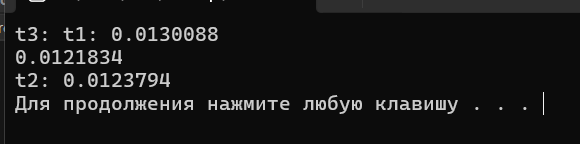 t3: t1: 0.0130088
0.0121834
t2: 0.0123794
Для продолжения нажмите любую клавишу . . .